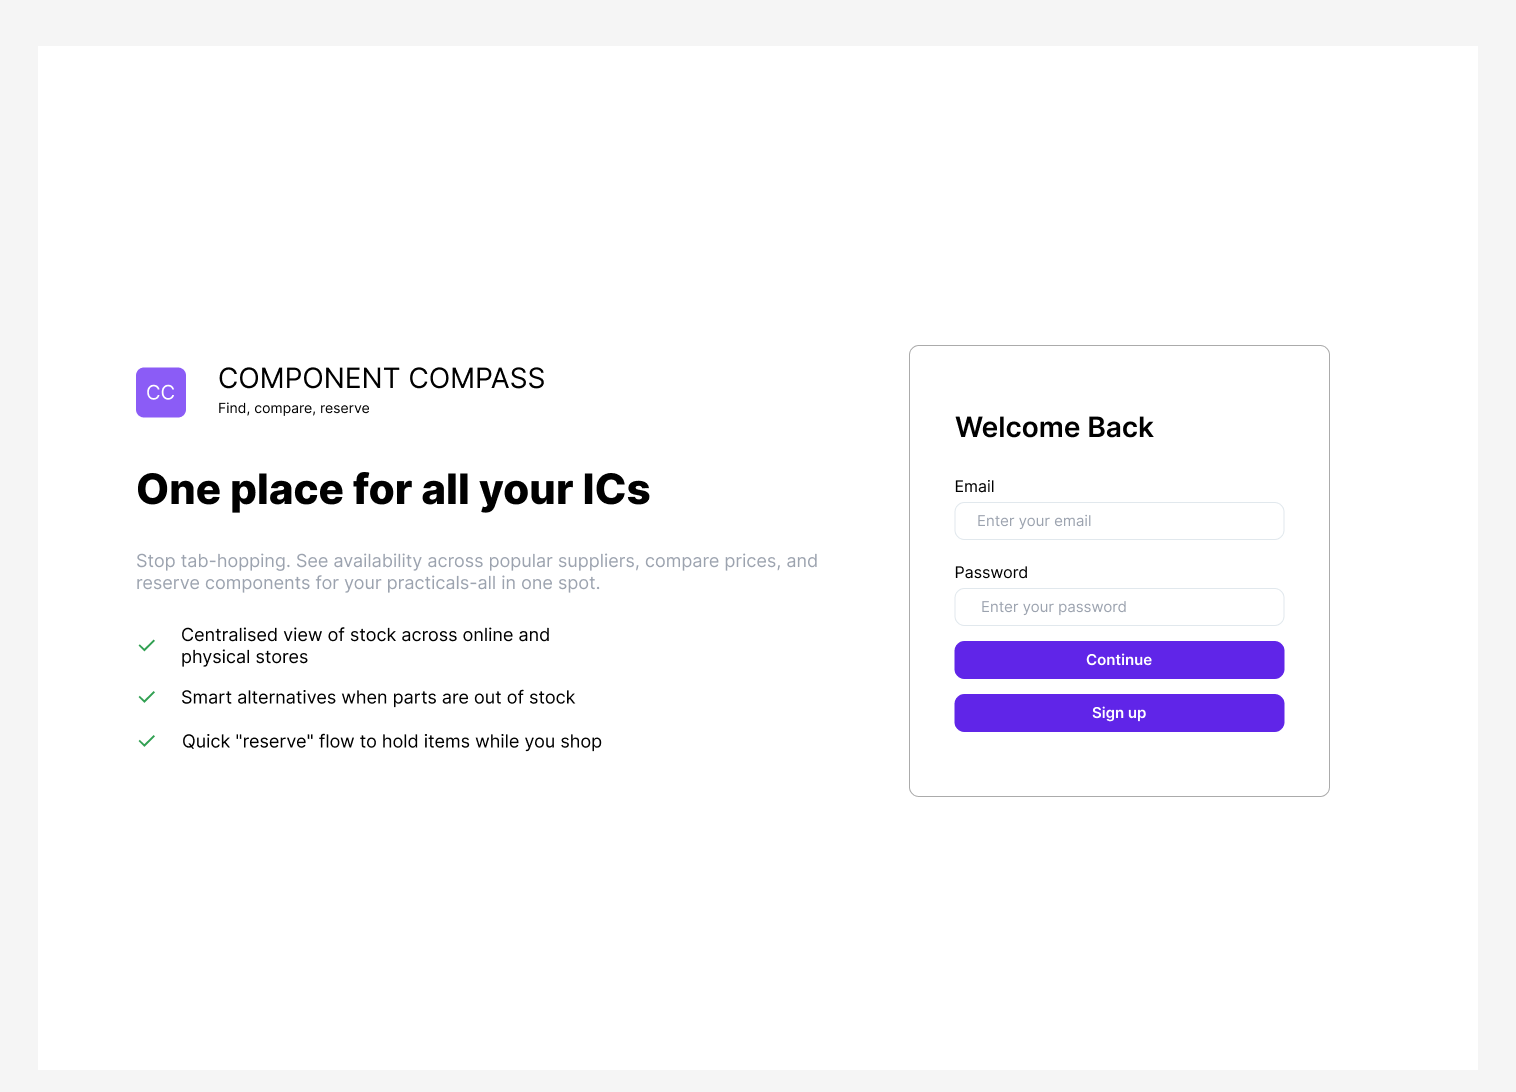 CC
COMPONENT COMPASS
Find, compare, reserve
One place for all your ICs
Stop tab-hopping. See availability across popular suppliers, compare prices, and
reserve components for your practicals-all in one spot.
Centralised view of stock across online and
physical stores
Smart alternatives when parts are out of stock
Quick "reserve" flow to hold items while you shop
Welcome Back
Email
Enter your email
Password
Enter your password
Continue
Sign up